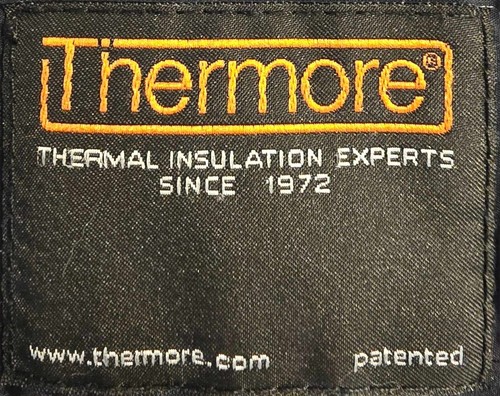 Thermore®
THERMAL INSULATION EXPERTS
SINCE 1972
www.thermore.com patented